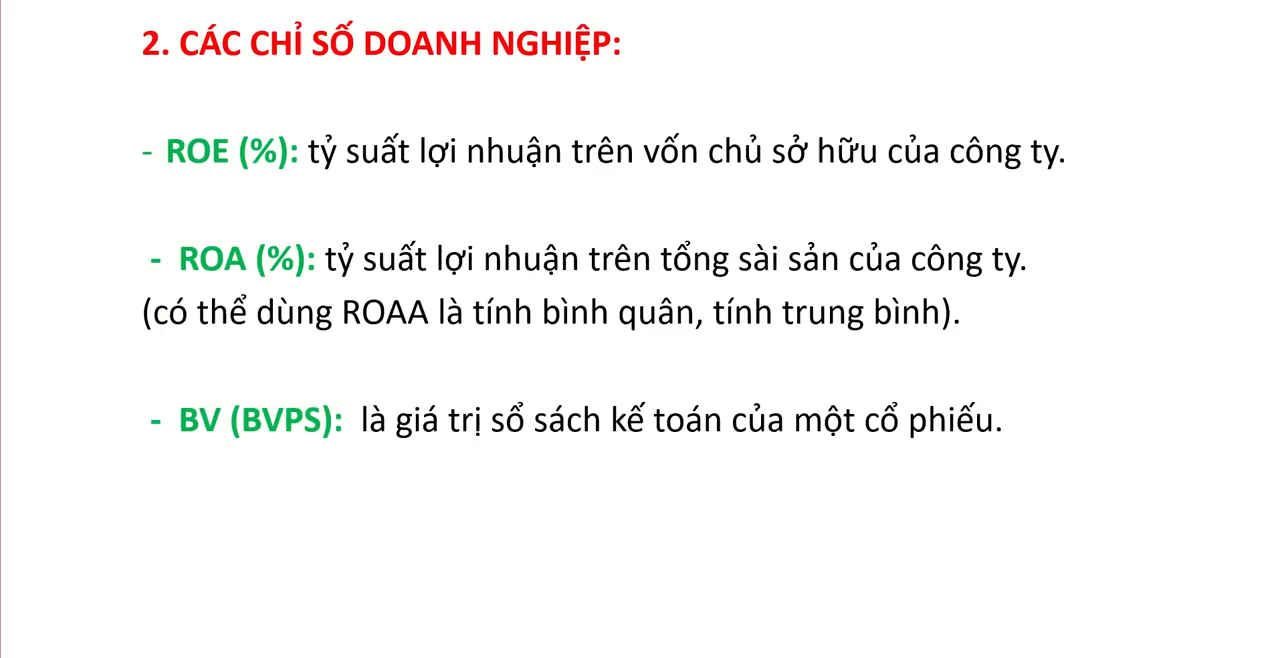 2. CÁC CHỈ SỐ DOANH NGHIỆP:
- ROE (%): tỷ suất lợi nhuận trên vốn chủ sở hữu của công ty.
- ROA (%): tỷ suất lợi nhuận trên tổng sài sản của công ty.
(có thể dùng ROAA là tính bình quân, tính trung bình).
- BV (BVPS): là giá trị sổ sách kế toán của một cổ phiếu.